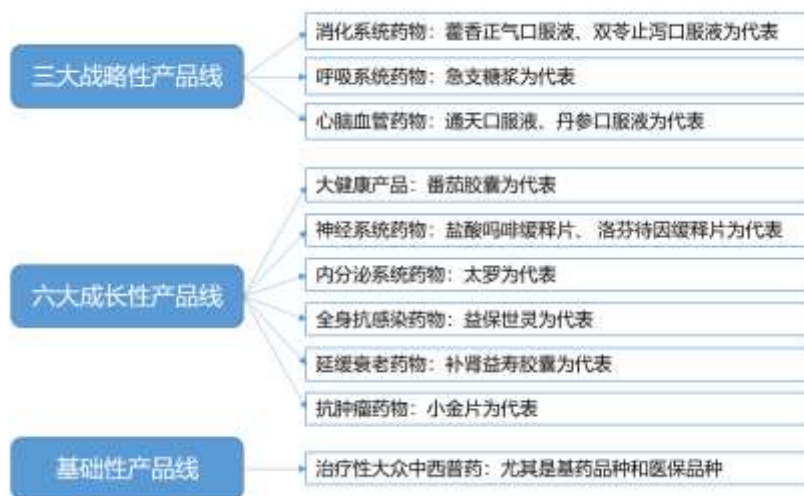 三大战略性产品线
消化系统药物：藿香正气口服液、双苓止泻口服液为代表
呼吸系统药物：急支糖浆为代表
心脑血管药物：通天口服液、丹参口服液为代表
六大成长性产品线
大健康产品：番茄胶囊为代表
神经系统药物：盐酸吗啡缓释片、 洛芬待因缓释片为代表
内分泌系统药物：太罗为代表
全身抗感染药物：益保世灵为代表
延缓衰老药物：补肾益寿胶囊为代表
抗肿瘤药物：小金片为代表
基础性产品线
治疗性大众中西普药：尤其是基药品种和医保品种